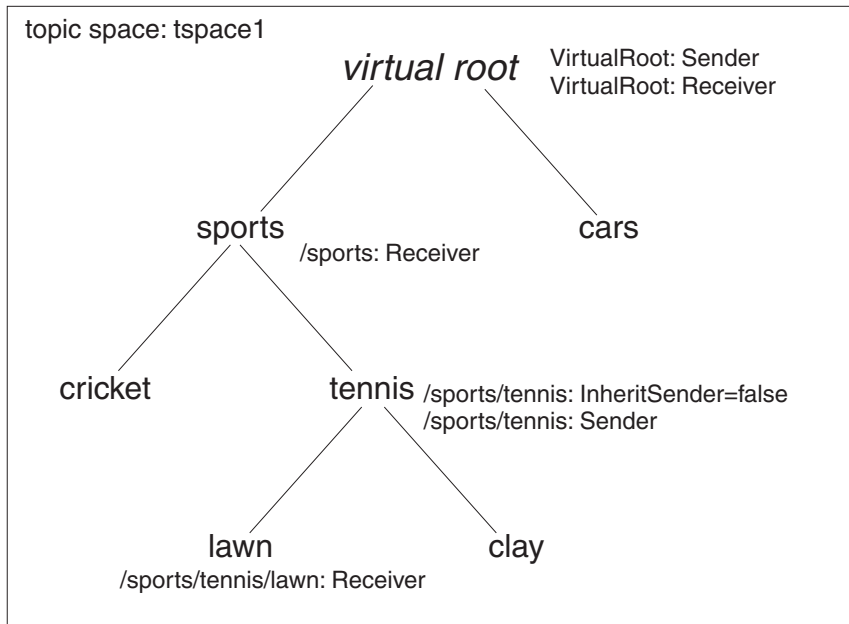 topic space: tspace1
virtual root
VirtualRoot: Sender
VirtualRoot: Receiver
sports
cars
/sports: Receiver
cricket
tennis
/sports/tennis: InheritSender=false
/sports/tennis: Sender
lawn
clay
/sports/tennis/lawn: Receiver